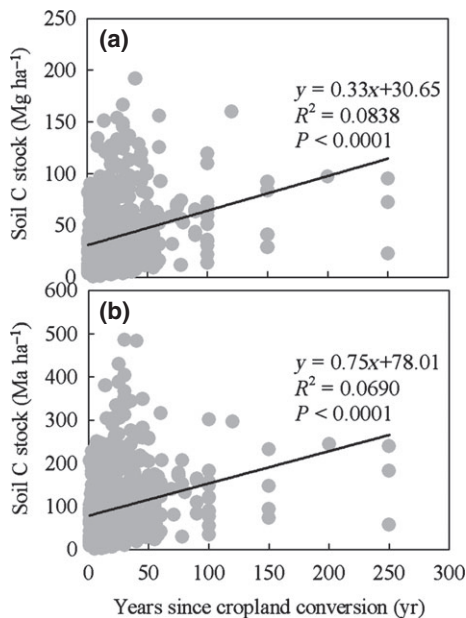 (a)
250
200
150
100
50
0
Soil C stock (Mg ha⁻¹)
y = 0.33x+30.65
R² = 0.0838
P < 0.0001
(b)
600
500
400
300
200
100
0
Soil C stock (Ma ha⁻¹)
y = 0.75x+78.01
R² = 0.0690
P < 0.0001
0 50 100 150 200 250 300
Years since cropland conversion (yr)